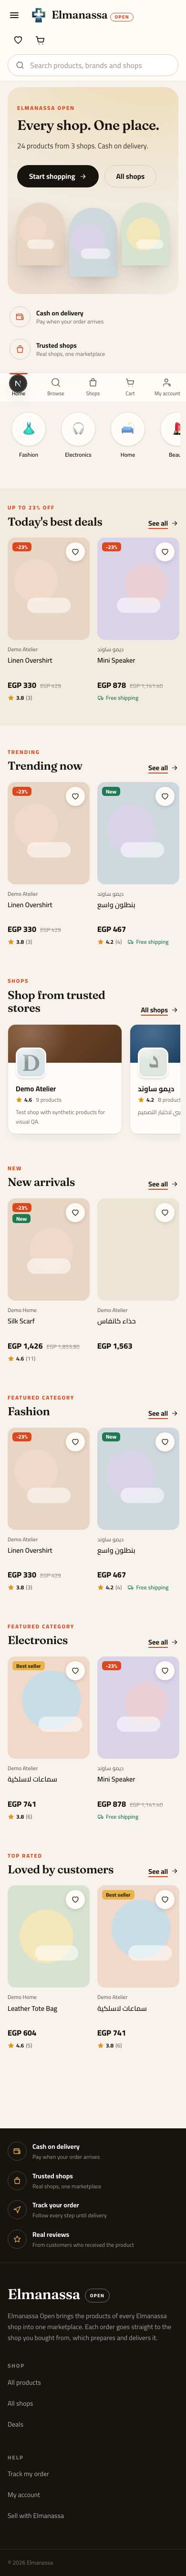 Elmanassa OPEN
Search products, brands and shops
ELMANASSA OPEN
Every shop. One place.
24 products from 3 shops. Cash on delivery.
Start shopping →
All shops
Cash on delivery
Pay when your order arrives
Trusted shops
Real shops, one marketplace
N
Home
Browse
Shops
Cart
My account
Fashion
Electronics
Home
UP TO 23% OFF
Today's best deals
See all →
-23%
-23%
Demo Atelier
ديمو ساوند
Linen Overshirt
Mini Speaker
EGP 330 EGP 429
EGP 878 EGP 1,141.40
3.8 (3)
Free shipping
TRENDING
Trending now
See all →
-23%
New
Demo Atelier
ديمو ساوند
Linen Overshirt
بنطلون واسع
EGP 330 EGP 429
EGP 467
3.8 (3)
4.2 (4) Free shipping
SHOPS
Shop from trusted stores
All shops →
D
د
Demo Atelier
ديمو ساوند
4.6 9 products
4.2 8 product
Test shop with synthetic products for visual QA.
NEW
New arrivals
See all →
-23%
New
Demo Home
Demo Atelier
Silk Scarf
حذاء كانفاس
EGP 1,426 EGP 1,853.80
EGP 1,563
4.6 (11)
FEATURED CATEGORY
Fashion
See all →
-23%
New
Demo Atelier
ديمو ساوند
Linen Overshirt
بنطلون واسع
EGP 330 EGP 429
EGP 467
3.8 (3)
4.2 (4) Free shipping
FEATURED CATEGORY
Electronics
See all →
Best seller
-23%
Demo Atelier
ديمو ساوند
سماعات لاسلكية
Mini Speaker
EGP 741
EGP 878 EGP 1,141.40
3.8 (6)
Free shipping
TOP RATED
Loved by customers
See all →
Best seller
Demo Home
Demo Atelier
Leather Tote Bag
سماعات لاسلكية
EGP 604
EGP 741
4.6 (5)
3.8 (6)
Cash on delivery
Pay when your order arrives
Trusted shops
Real shops, one marketplace
Track your order
Follow every step until delivery
Real reviews
From customers who received the product
Elmanassa OPEN
Elmanassa Open brings the products of every Elmanassa
shop into one marketplace. Each order goes straight to the
shop you bought from, which prepares and delivers it.
SHOP
All products
All shops
Deals
HELP
Track my order
My account
Sell with Elmanassa
© 2026 Elmanassa